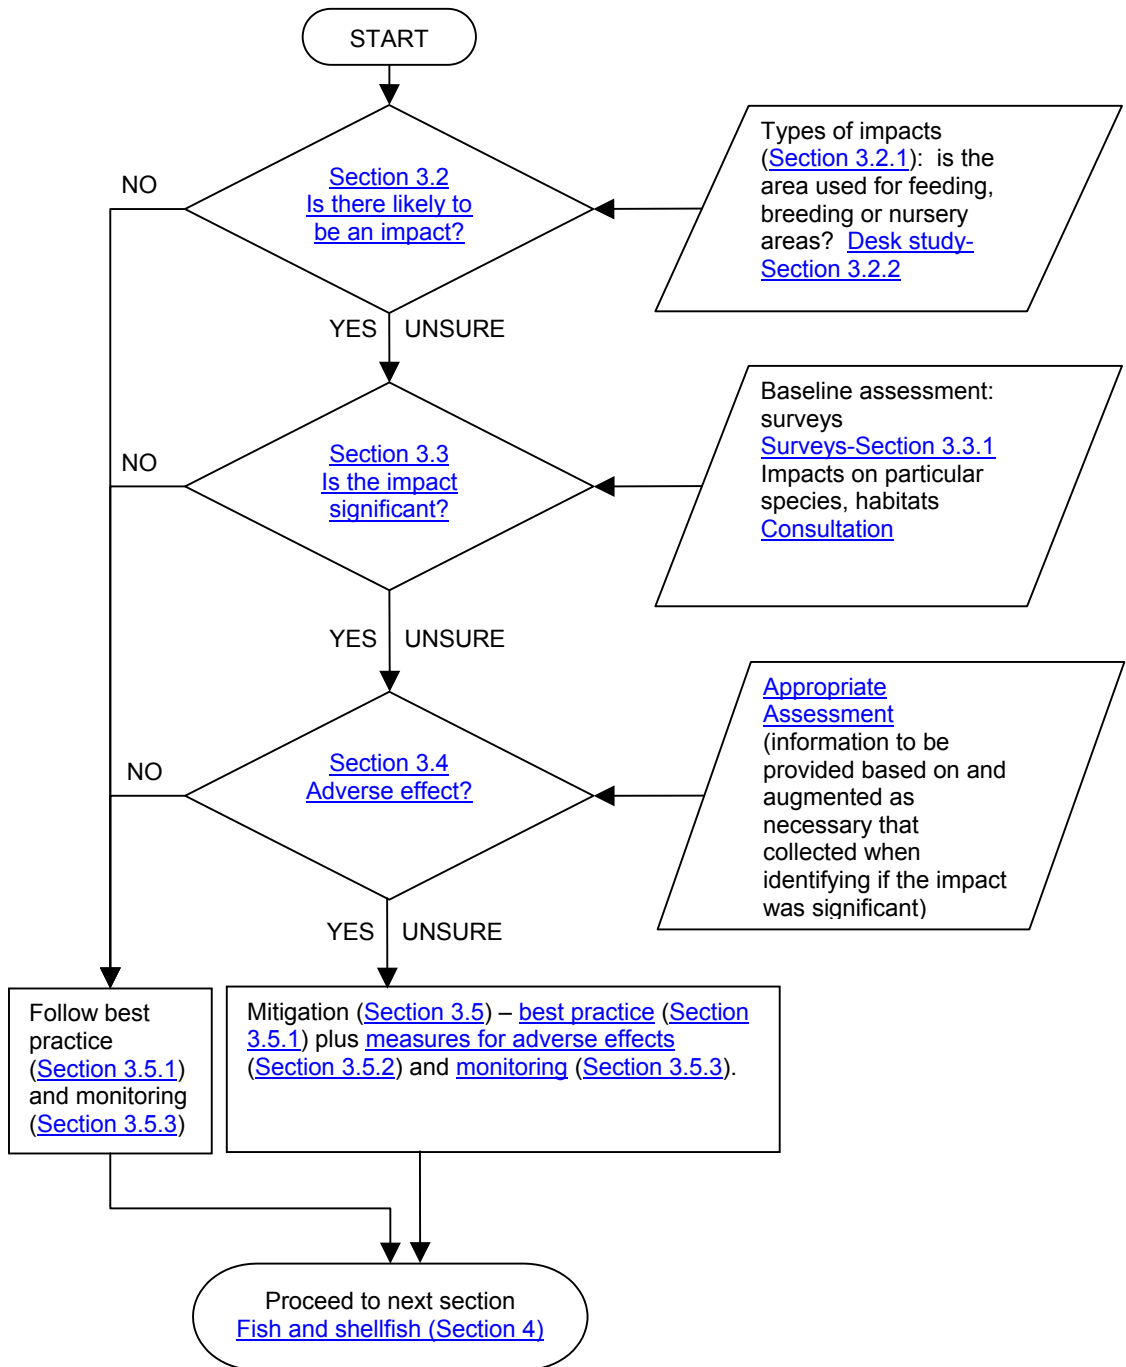 START
Section 3.2
Is there likely to
be an impact?
NO
Types of impacts
(Section 3.2.1): is the
area used for feeding,
breeding or nursery
areas? Desk study-
Section 3.2.2
YES UNSURE
Section 3.3
Is the impact
significant?
NO
Baseline assessment:
surveys
Surveys-Section 3.3.1
Impacts on particular
species, habitats
Consultation
YES UNSURE
Section 3.4
Adverse effect?
NO
Appropriate
Assessment
(information to be
provided based on and
augmented as
necessary that
collected when
identifying if the impact
was significant)
YES UNSURE
Follow best
practice
(Section 3.5.1)
and monitoring
(Section 3.5.3)
Mitigation (Section 3.5) – best practice (Section
3.5.1) plus measures for adverse effects
(Section 3.5.2) and monitoring (Section 3.5.3).
Proceed to next section
Fish and shellfish (Section 4)